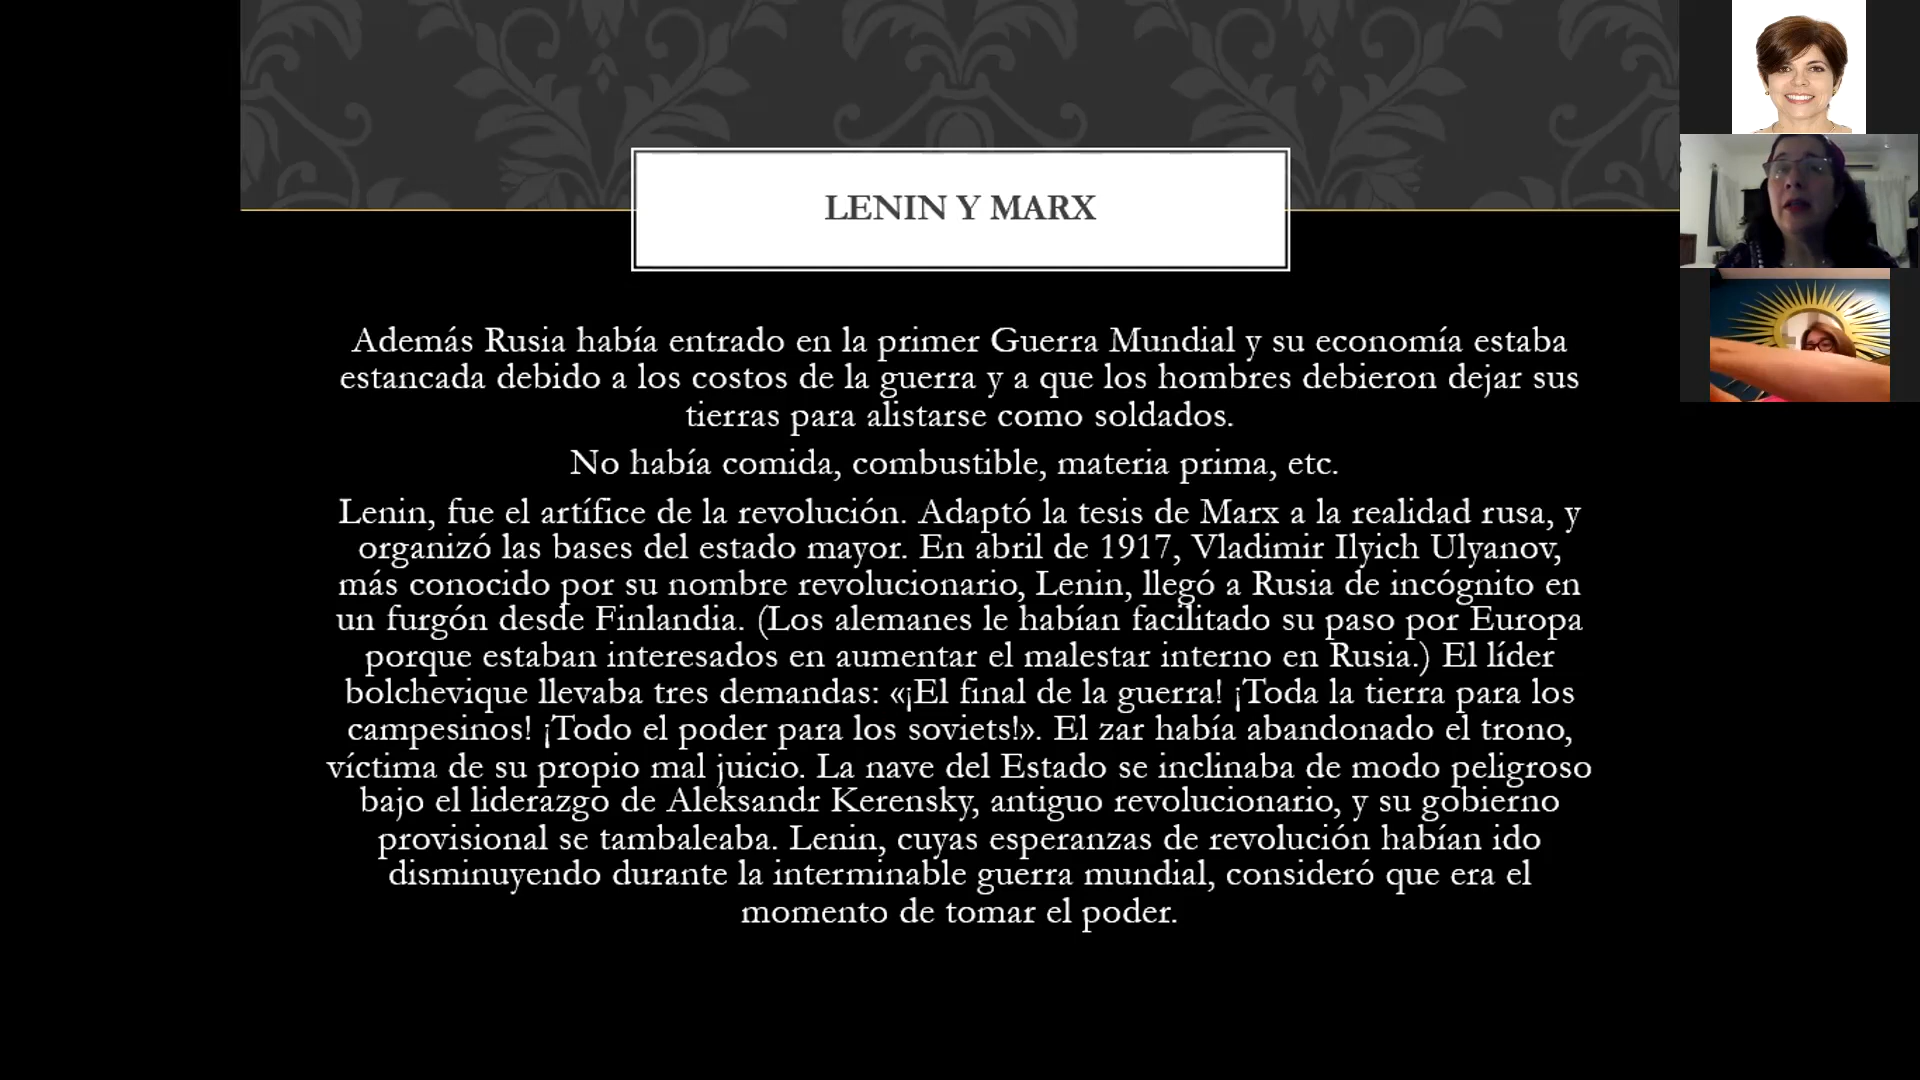 LENIN Y MARX
Además Rusia había entrado en la primer Guerra Mundial y su economía estaba
estancada debido a los costos de la guerra y a que los hombres debieron dejar sus
tierras para alistarse como soldados.
No había comida, combustible, materia prima, etc.
Lenin, fue el artífice de la revolución. Adaptó la tesis de Marx a la realidad rusa, y
organizó las bases del estado mayor. En abril de 1917, Vladimir Ilyich Ulyanov,
más conocido por su nombre revolucionario, Lenin, llegó a Rusia de incógnito en
un furgón desde Finlandia. (Los alemanes le habían facilitado su paso por Europa
porque estaban interesados en aumentar el malestar interno en Rusia.) El líder
bolchevique llevaba tres demandas: «¡El final de la guerra! ¡Toda la tierra para los
campesinos! ¡Todo el poder para los soviets!». El zar había abandonado el trono,
víctima de su propio mal juicio. La nave del Estado se inclinaba de modo peligroso
bajo el liderazgo de Aleksandr Kerensky, antiguo revolucionario, y su gobierno
provisional se tambaleaba. Lenin, cuyas esperanzas de revolución habían ido
disminuyendo durante la interminable guerra mundial, consideró que era el
momento de tomar el poder.